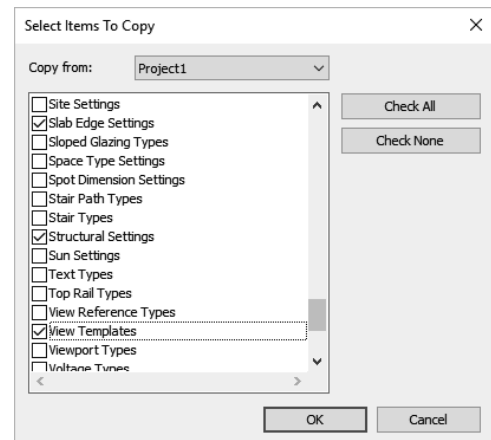 Select Items To Copy
Copy from: Project1
Site Settings
Slab Edge Settings
Sloped Glazing Types
Space Type Settings
Spot Dimension Settings
Stair Path Types
Stair Types
Structural Settings
Sun Settings
Text Types
Top Rail Types
View Reference Types
View Templates
Viewport Types
Voltage Types
Check All
Check None
OK Cancel